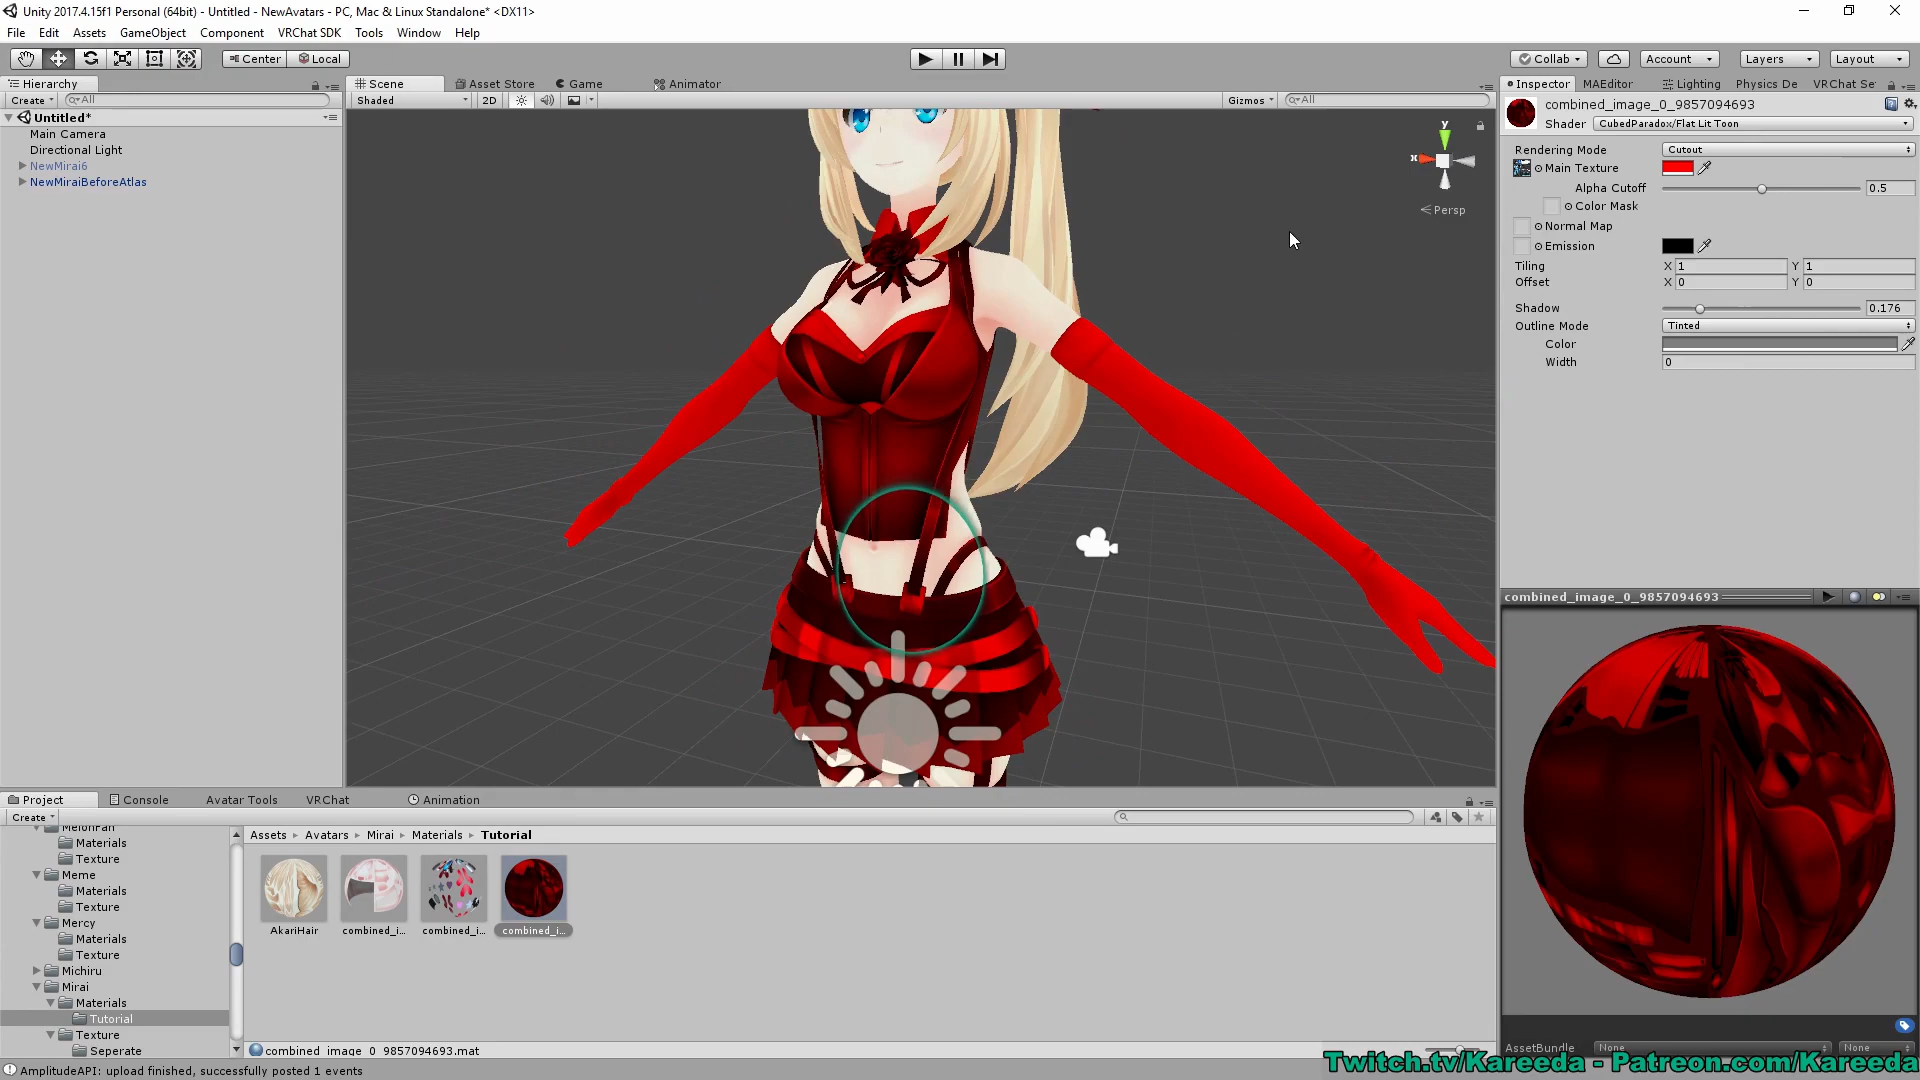 Unity 2017.4.15f1 Personal (64bit) - Untitled - NewAvatars - PC, Mac & Linux Standalone* <DX11>
File Edit Assets GameObject Component VRChat SDK Tools Window Help
Center Local Collab Account Layers Layout
Hierarchy Scene Asset Store Game Animator Inspector MAEditor Lighting Physics De VRChat Se
Create All Shaded 2D Gizmos All
combined_image_0_9857094693
Untitled*
Shader CubedParadox/Flat Lit Toon
Main Camera
Directional Light
NewMirai6
NewMiraiBeforeAtlas
y
x
Persp
Rendering Mode Cutout
Main Texture
Alpha Cutoff 0.5
Color Mask
Normal Map
Emission
Tiling X 1 Y 1
Offset X 0 Y 0
Shadow 0.176
Outline Mode Tinted
Color
Width 0
combined_image_0_9857094693
Project Console Avatar Tools VRChat Animation
Create
Assets Avatars Mirai Materials Tutorial
MelonPan
Materials
Texture
Meme
Materials
Texture
Mercy
Materials
Texture
Michiru
Mirai
Materials
Tutorial
Texture
Seperate
AkariHair combined_i... combined_i... combined_i...
combined_image_0_9857094693.mat
AssetBundle None None
AmplitudeAPI: upload finished, successfully posted 1 events
Twitch.tv/Kareeda - Patreon.com/Kareeda